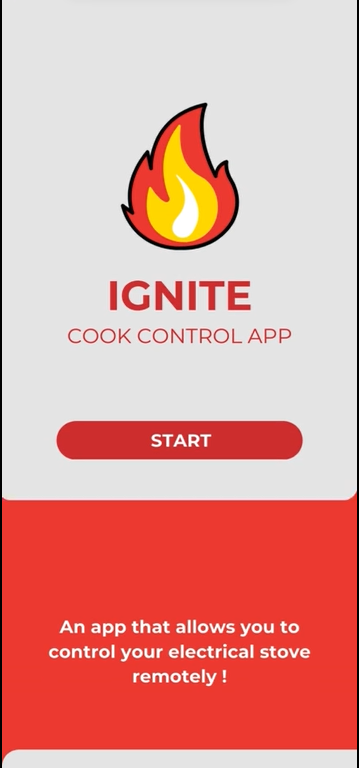 IGNITE
COOK CONTROL APP
START
An app that allows you to
control your electrical stove
remotely !